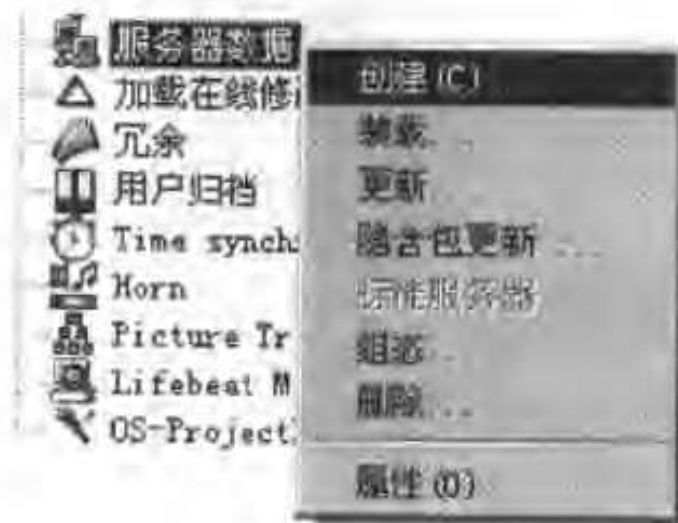 服务器数据
加载在线修
冗余
用户归档
Time synch
Horn
Picture Tr
Lifebeat M
OS-Project
创建(C)
装载...
更新
隐含包更新 ...
标准服务器
组态...
删除...
属性(O)